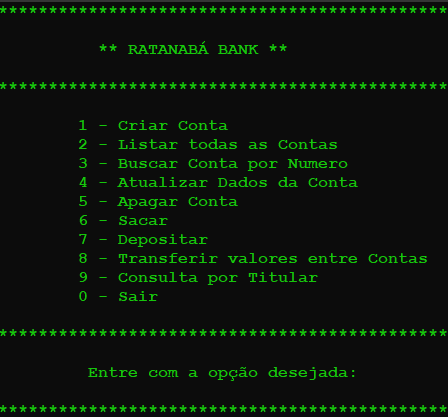 *********************************************
** RATANABÁ BANK **
*********************************************
1 - Criar Conta
2 - Listar todas as Contas
3 - Buscar Conta por Numero
4 - Atualizar Dados da Conta
5 - Apagar Conta
6 - Sacar
7 - Depositar
8 - Transferir valores entre Contas
9 - Consulta por Titular
0 - Sair
*********************************************
Entre com a opção desejada:
*********************************************